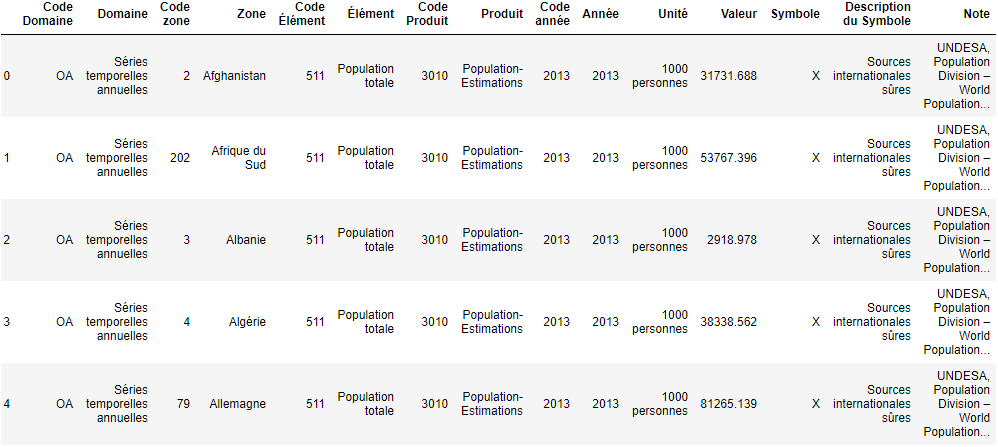 Code Domaine Domaine Code zone Zone Code Élément Élément Code Produit Produit Code année Année Unité Valeur Symbole Description du Symbole Note
0 OA Séries temporelles annuelles 2 Afghanistan 511 Population totale 3010 Population-Estimations 2013 2013 1000 personnes 31731.688 X Sources internationales sûres UNDESA, Population Division – World Population...
1 OA Séries temporelles annuelles 202 Afrique du Sud 511 Population totale 3010 Population-Estimations 2013 2013 1000 personnes 53767.396 X Sources internationales sûres UNDESA, Population Division – World Population...
2 OA Séries temporelles annuelles 3 Albanie 511 Population totale 3010 Population-Estimations 2013 2013 1000 personnes 2918.978 X Sources internationales sûres UNDESA, Population Division – World Population...
3 OA Séries temporelles annuelles 4 Algérie 511 Population totale 3010 Population-Estimations 2013 2013 1000 personnes 38338.562 X Sources internationales sûres UNDESA, Population Division – World Population...
4 OA Séries temporelles annuelles 79 Allemagne 511 Population totale 3010 Population-Estimations 2013 2013 1000 personnes 81265.139 X Sources internationales sûres UNDESA, Population Division – World Population...